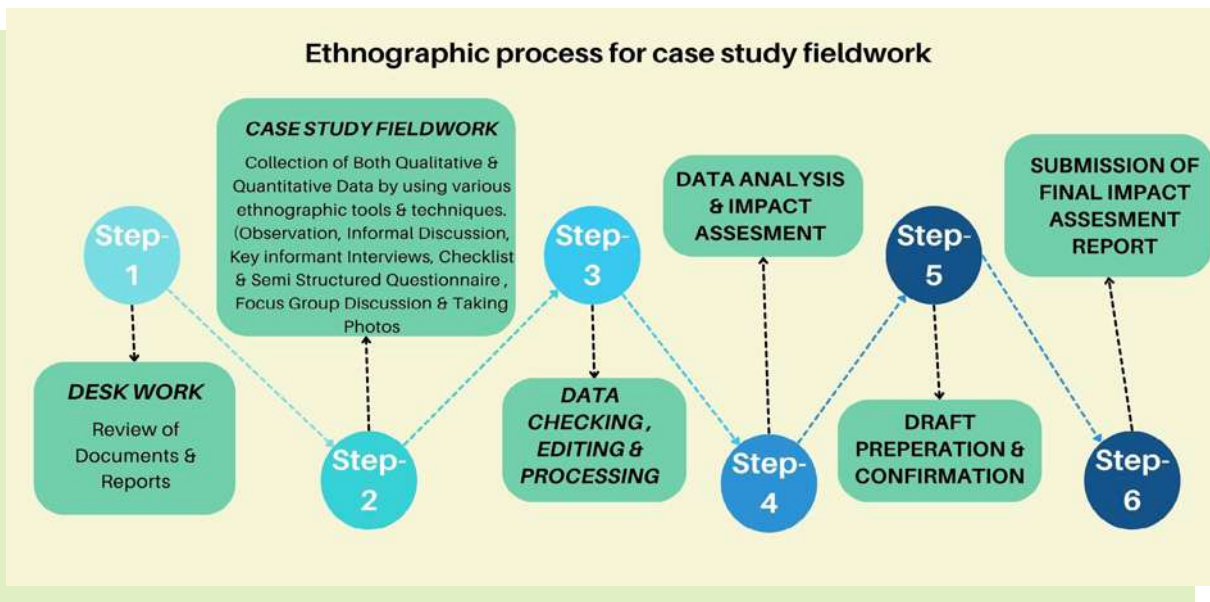 Ethnographic process for case study fieldwork
Step-
1
DESK WORK
Review of
Documents &
Reports
CASE STUDY FIELDWORK
Collection of Both Qualitative &
Quantitative Data by using various
ethnographic tools & techniques.
(Observation, Informal Discussion,
Key informant Interviews, Checklist
& Semi Structured Questionnaire ,
Focus Group Discussion & Taking
Photos
Step-
2
Step-
3
DATA
CHECKING ,
EDITING &
PROCESSING
DATA ANALYSIS
& IMPACT
ASSESMENT
Step-
4
Step-
5
DRAFT
PREPERATION &
CONFIRMATION
SUBMISSION OF
FINAL IMPACT
ASSESMENT
REPORT
Step-
6